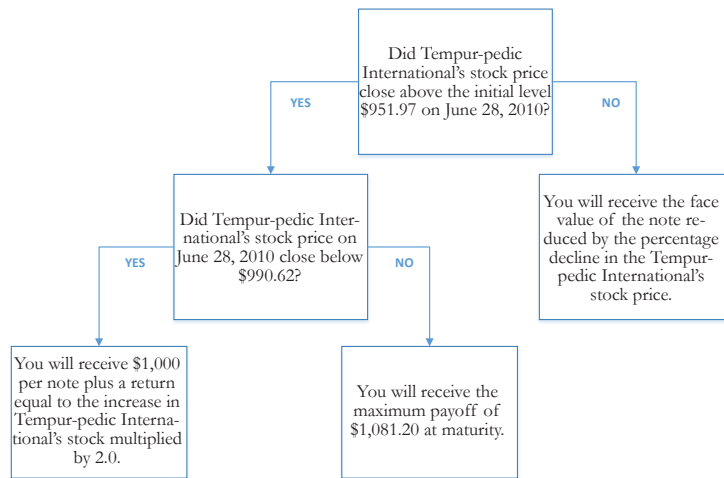 Did Tempur-pedic
International's stock price
close above the initial level
$951.97 on June 28, 2010?
YES
NO
Did Tempur-pedic Inter-
national's stock price on
June 28, 2010 close below
$990.62?
You will receive the face
value of the note re-
duced by the percentage
decline in the Tempur-
pedic International's
stock price.
YES
NO
You will receive $1,000
per note plus a return
equal to the increase in
Tempur-pedic Interna-
tional's stock multiplied
by 2.0.
You will receive the
maximum payoff of
$1,081.20 at maturity.